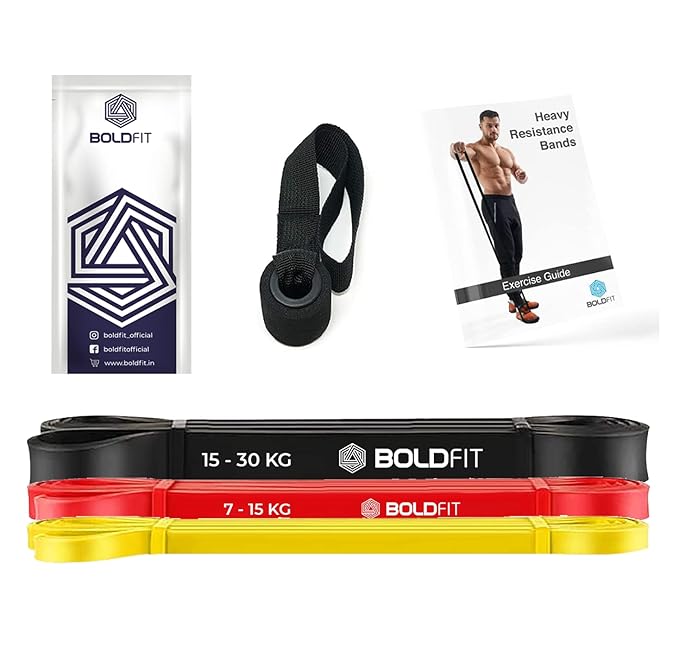 BOLDFIT
boldfit_official
boldfitofficial
www.boldfit.in
Heavy
Resistance
Bands
Exercise Guide
BOLDFIT
15 - 30 KG BOLDFIT
7 - 15 KG BOLDFIT